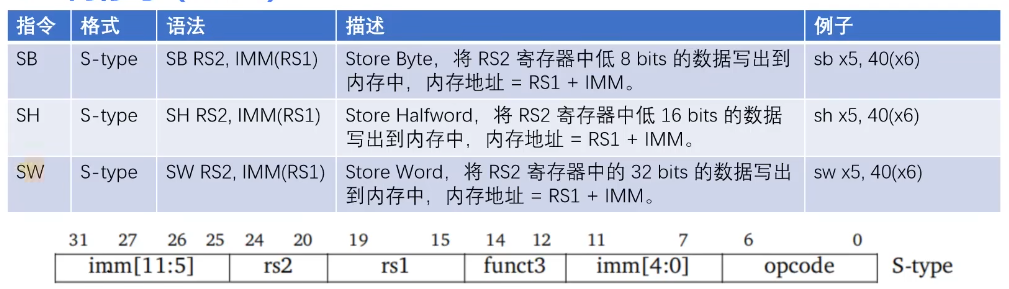 指令 格式 语法 描述 例子
SB S-type SB RS2, IMM(RS1) Store Byte，将 RS2 寄存器中低 8 bits 的数据写出到 sb x5, 40(x6)
内存中，内存地址 = RS1 + IMM。
SH S-type SH RS2, IMM(RS1) Store Halfword，将 RS2 寄存器中低 16 bits 的数据 sh x5, 40(x6)
写出到内存中，内存地址 = RS1 + IMM。
SW S-type SW RS2, IMM(RS1) Store Word，将 RS2 寄存器中的 32 bits 的数据写出 sw x5, 40(x6)
到内存中，内存地址 = RS1 + IMM。
31 27 26 25 24 20 19 15 14 12 11 7 6 0
imm[11:5] rs2 rs1 funct3 imm[4:0] opcode S-type